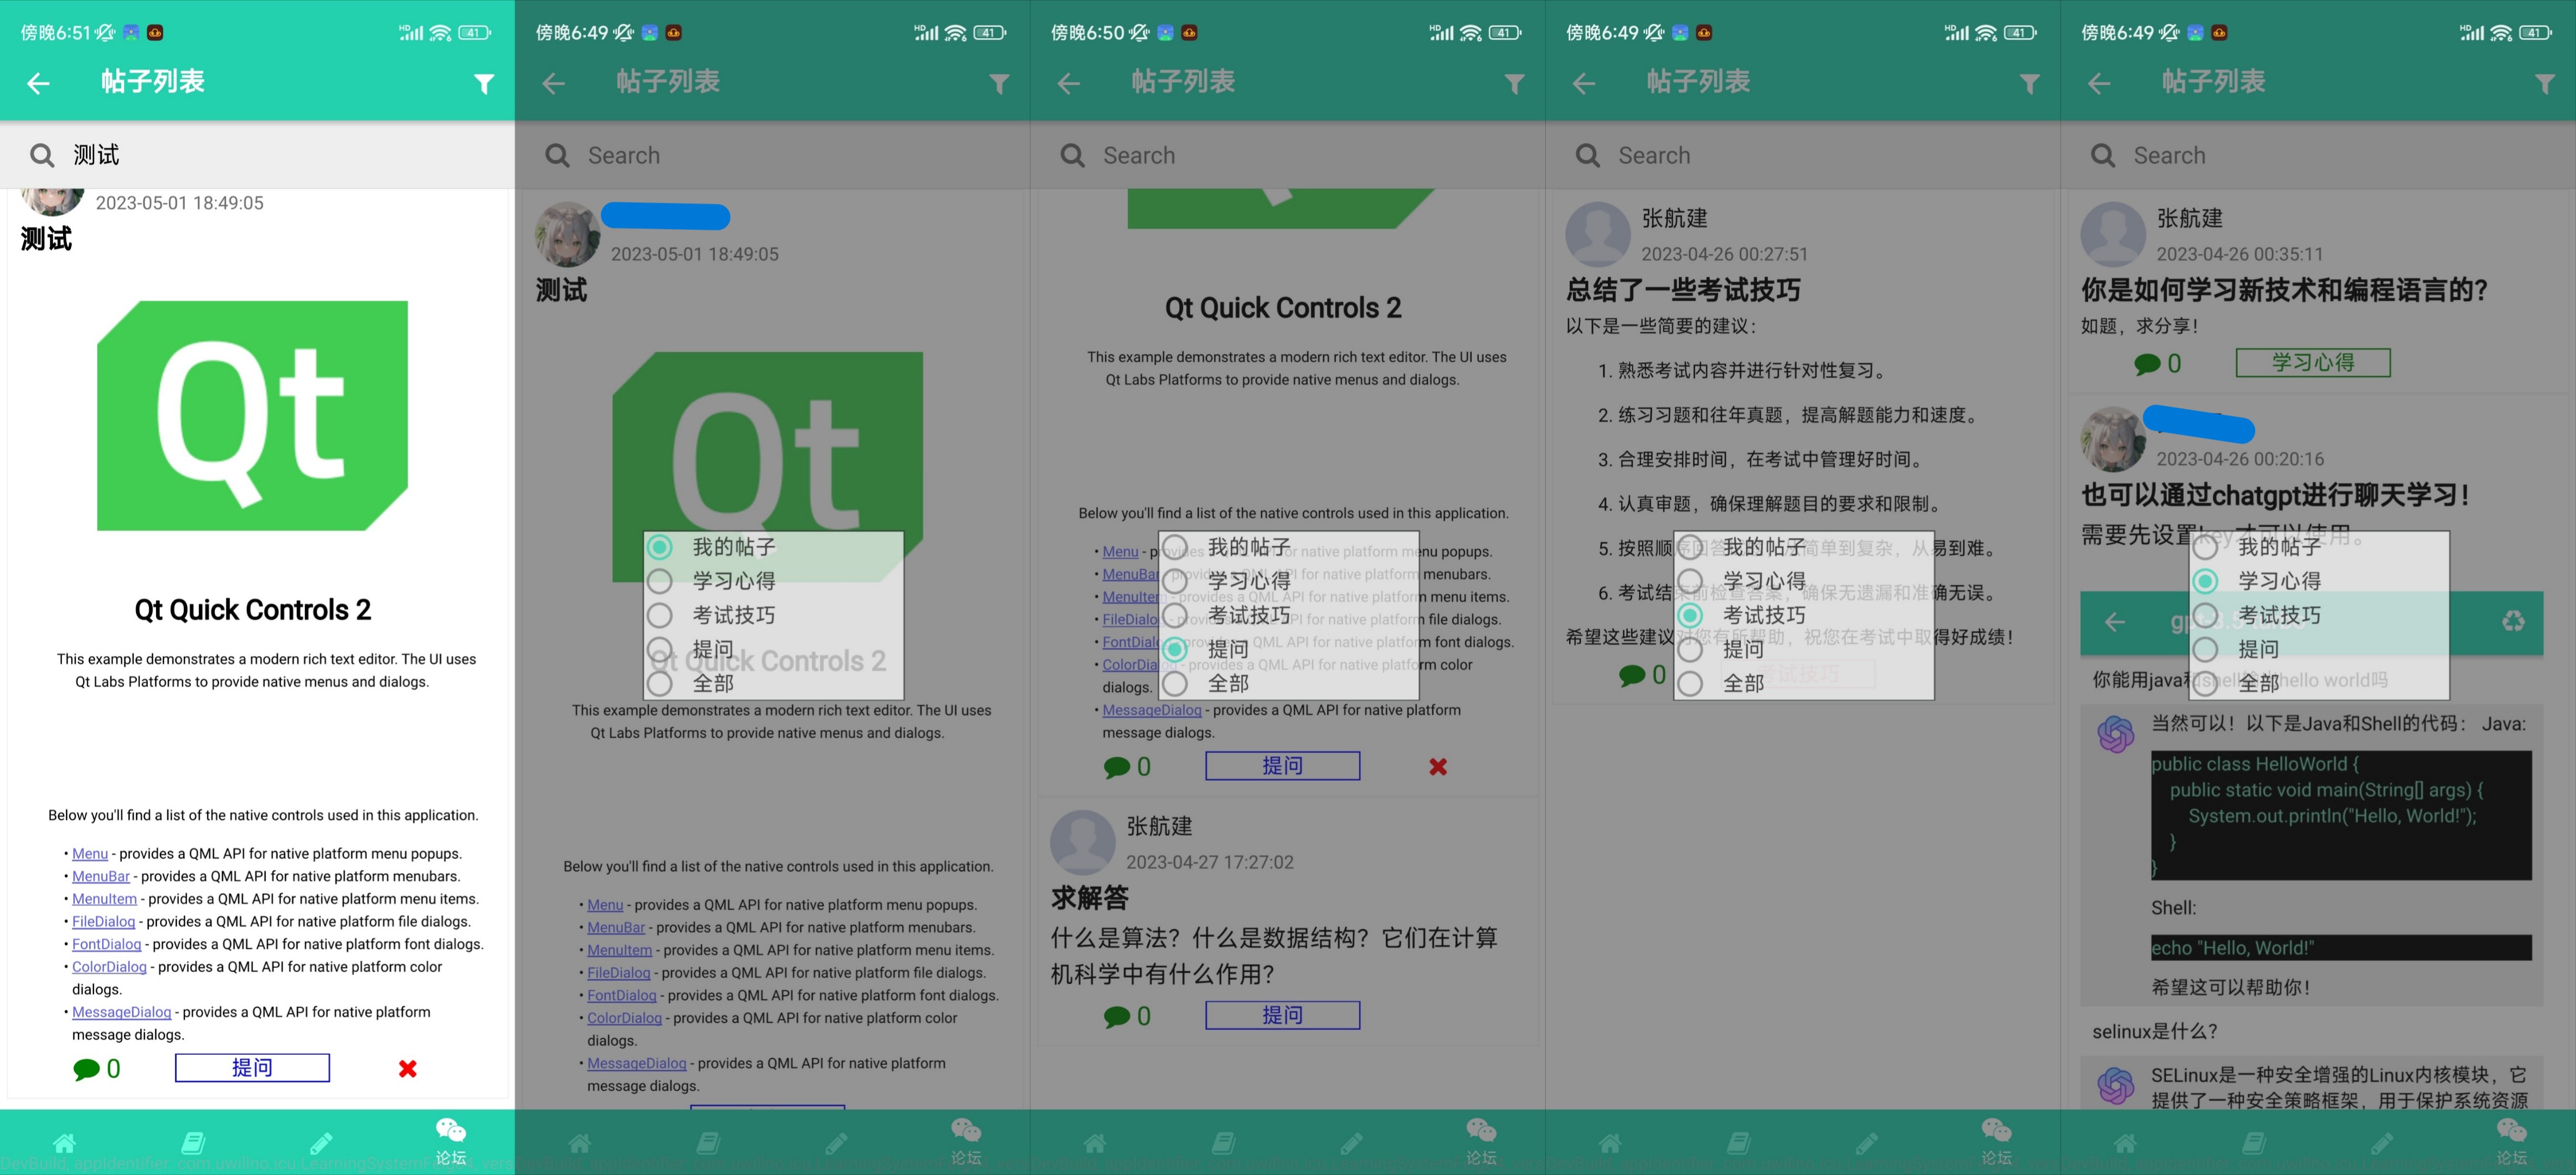 傍晚6:51
HD
41
帖子列表
测试
2023-05-01 18:49:05
测试
Qt
Qt Quick Controls 2
This example demonstrates a modern rich text editor. The UI uses
Qt Labs Platforms to provide native menus and dialogs.
Below you'll find a list of the native controls used in this application.
• Menu - provides a QML API for native platform menu popups.
• MenuBar - provides a QML API for native platform menubars.
• MenuItem - provides a QML API for native platform menu items.
• FileDialog - provides a QML API for native platform file dialogs.
• FontDialog - provides a QML API for native platform font dialogs.
• ColorDialog - provides a QML API for native platform color
dialogs.
• MessageDialog - provides a QML API for native platform
message dialogs.
0
提问
论坛
傍晚6:49
HD
41
帖子列表
Search
2023-05-01 18:49:05
测试
Qt
我的帖子
学习心得
考试技巧
提问
全部
Qt Quick Controls 2
This example demonstrates a modern rich text editor. The UI uses
Qt Labs Platforms to provide native menus and dialogs.
Below you'll find a list of the native controls used in this application.
• Menu - provides a QML API for native platform menu popups.
• MenuBar - provides a QML API for native platform menubars.
• MenuItem - provides a QML API for native platform menu items.
• FileDialog - provides a QML API for native platform file dialogs.
• FontDialog - provides a QML API for native platform font dialogs.
• ColorDialog - provides a QML API for native platform color
dialogs.
• MessageDialog - provides a QML API for native platform
message dialogs.
论坛
傍晚6:50
HD
41
帖子列表
Search
Qt Quick Controls 2
This example demonstrates a modern rich text editor. The UI uses
Qt Labs Platforms to provide native menus and dialogs.
Below you'll find a list of the native controls used in this application.
• Menu - provides a QML API for native platform menu popups.
• MenuBar - provides a QML API for native platform menubars.
• MenuItem - provides a QML API for native platform menu items.
• FileDialog - provides a QML API for native platform file dialogs.
• FontDialog - provides a QML API for native platform font dialogs.
• ColorDialog - provides a QML API for native platform color
dialogs.
• MessageDialog - provides a QML API for native platform
message dialogs.
我的帖子
学习心得
考试技巧
提问
全部
0
提问
张航建
2023-04-27 17:27:02
求解答
什么是算法？什么是数据结构？它们在计算
机科学中有什么作用？
0
提问
论坛
傍晚6:49
HD
41
帖子列表
Search
张航建
2023-04-26 00:27:51
总结了一些考试技巧
以下是一些简要的建议：
1. 熟悉考试内容并进行针对性复习。
2. 练习习题和往年真题，提高解题能力和速度。
3. 合理安排时间，在考试中管理好时间。
4. 认真审题，确保理解题目的要求和限制。
5. 按照顺序回答 简单到复杂，从易到难。
6. 考试结束前检查答案，确保无遗漏和准确无误。
希望这些建议对您有所帮助，祝您在考试中取得好成绩！
我的帖子
学习心得
考试技巧
提问
全部
0
考试技巧
论坛
傍晚6:49
HD
41
帖子列表
Search
张航建
2023-04-26 00:35:11
你是如何学习新技术和编程语言的？
如题，求分享！
0
学习心得
2023-04-26 00:20:16
也可以通过chatgpt进行聊天学习！
需要先设置key才可以使用。
我的帖子
学习心得
考试技巧
提问
全部
你能用java和shell hello world吗
当然可以！以下是Java和Shell的代码： Java:
public class HelloWorld {
public static void main(String[] args) {
System.out.println("Hello, World!");
}
}
Shell:
echo "Hello, World!"
希望这可以帮助你！
selinux是什么？
SELinux是一种安全增强的Linux内核模块，它
提供了一种安全策略框架，用于保护系统资源
论坛